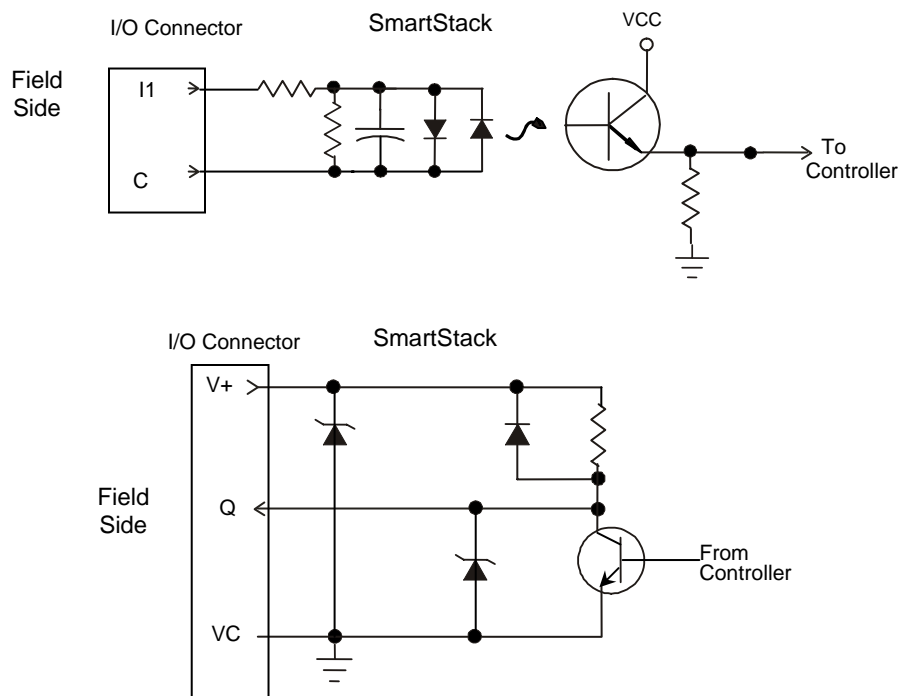 I/O Connector
SmartStack
VCC
Field
Side
I1
C
To
Controller
I/O Connector
SmartStack
V+
Field
Side
Q
From
Controller
VC